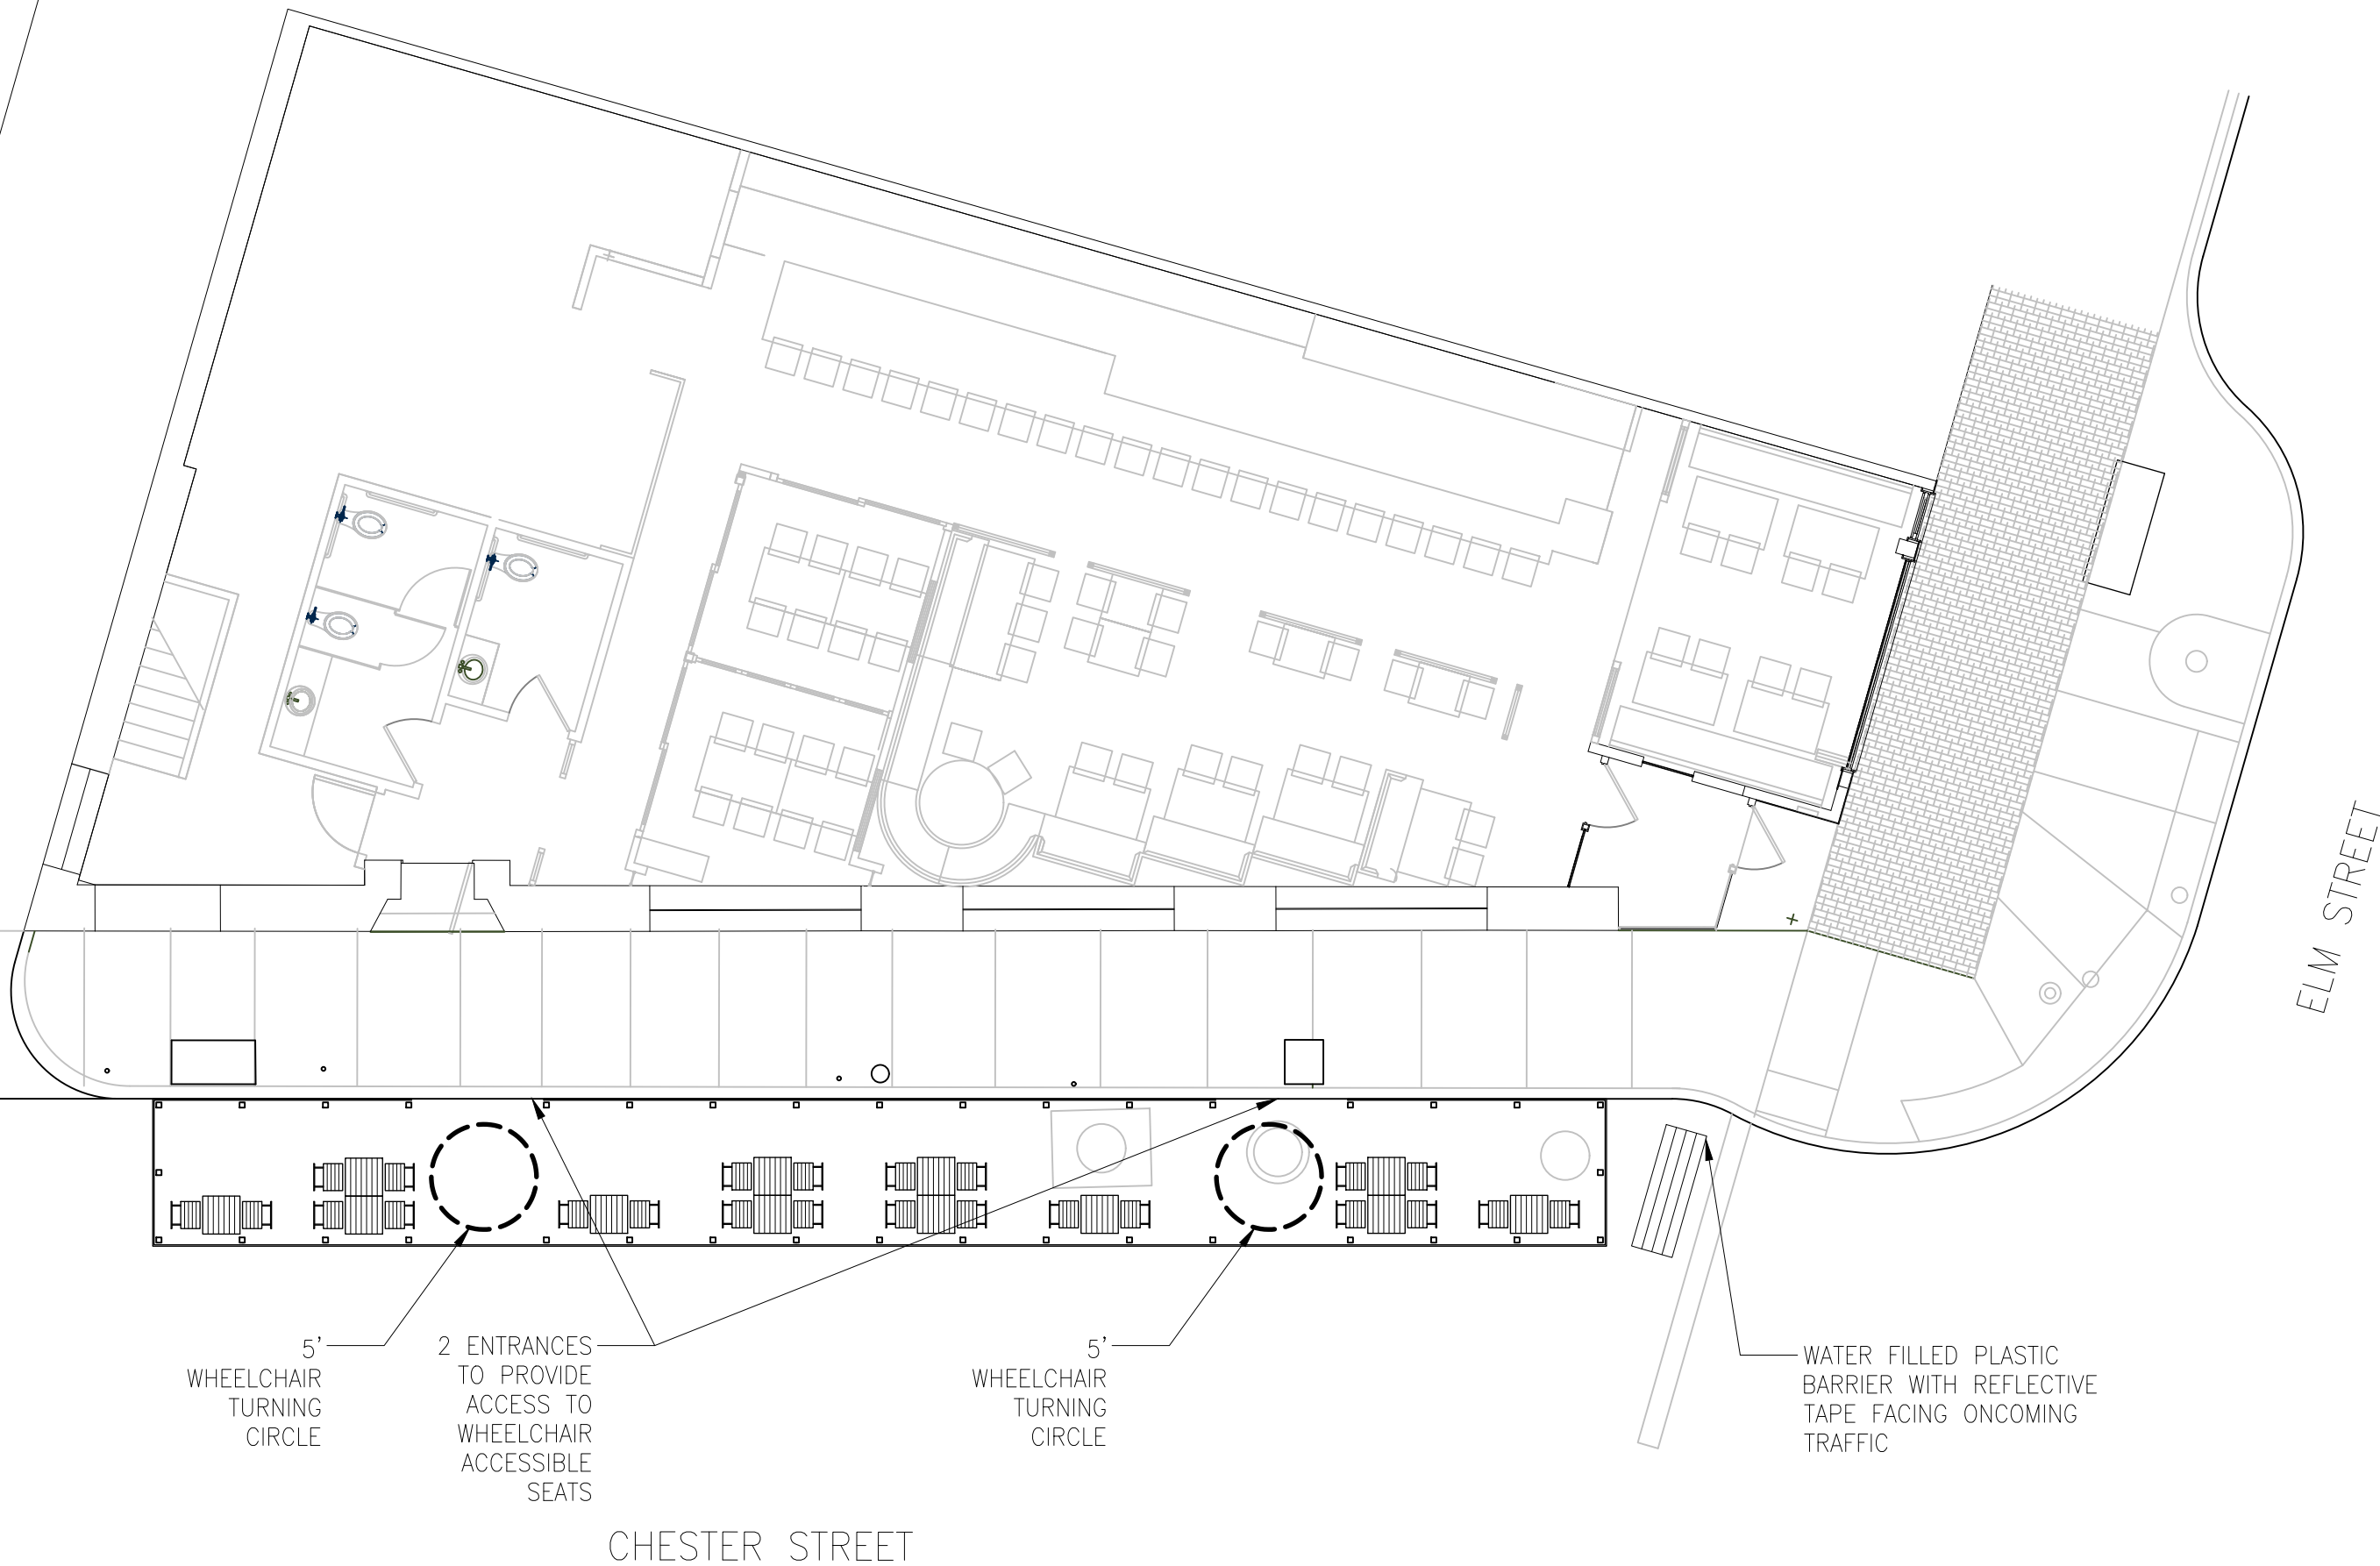 ELM STREET
5'
WHEELCHAIR
TURNING
CIRCLE
2 ENTRANCES
TO PROVIDE
ACCESS TO
WHEELCHAIR
ACCESSIBLE
SEATS
5'
WHEELCHAIR
TURNING
CIRCLE
WATER FILLED PLASTIC
BARRIER WITH REFLECTIVE
TAPE FACING ONCOMING
TRAFFIC
CHESTER STREET